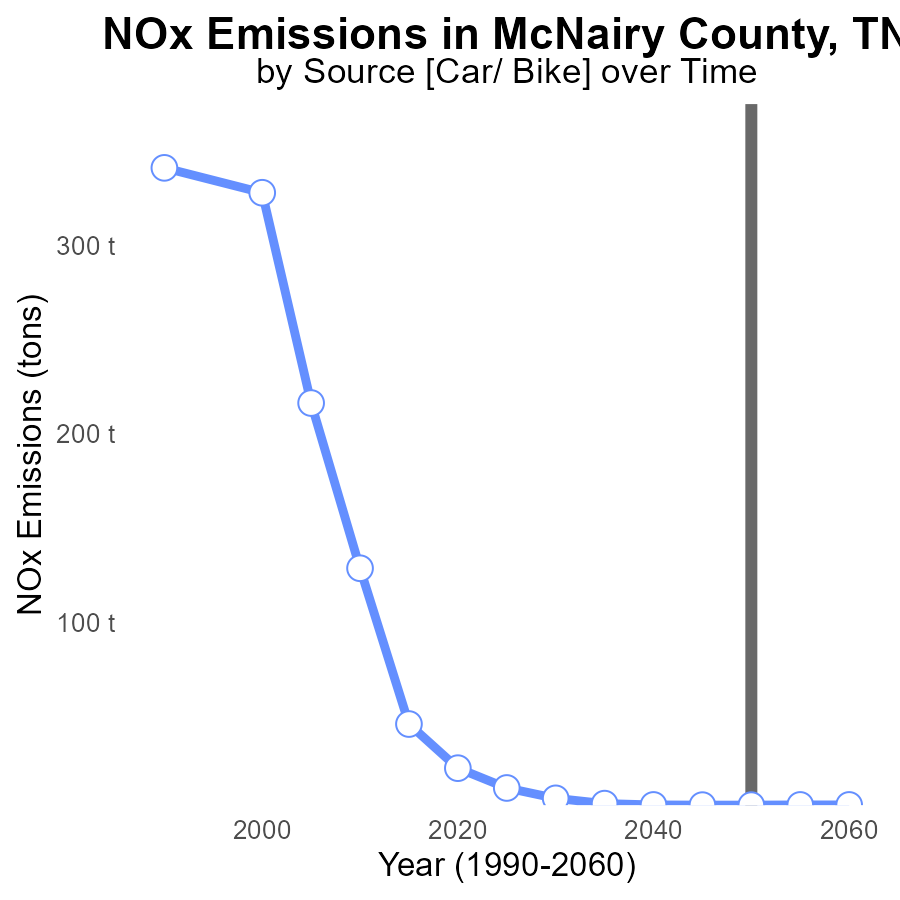 NOx Emissions in McNairy County, TN
by Source [Car/ Bike] over Time
NOx Emissions (tons)
300 t
200 t
100 t
2000
2020
2040
2060
Year (1990-2060)